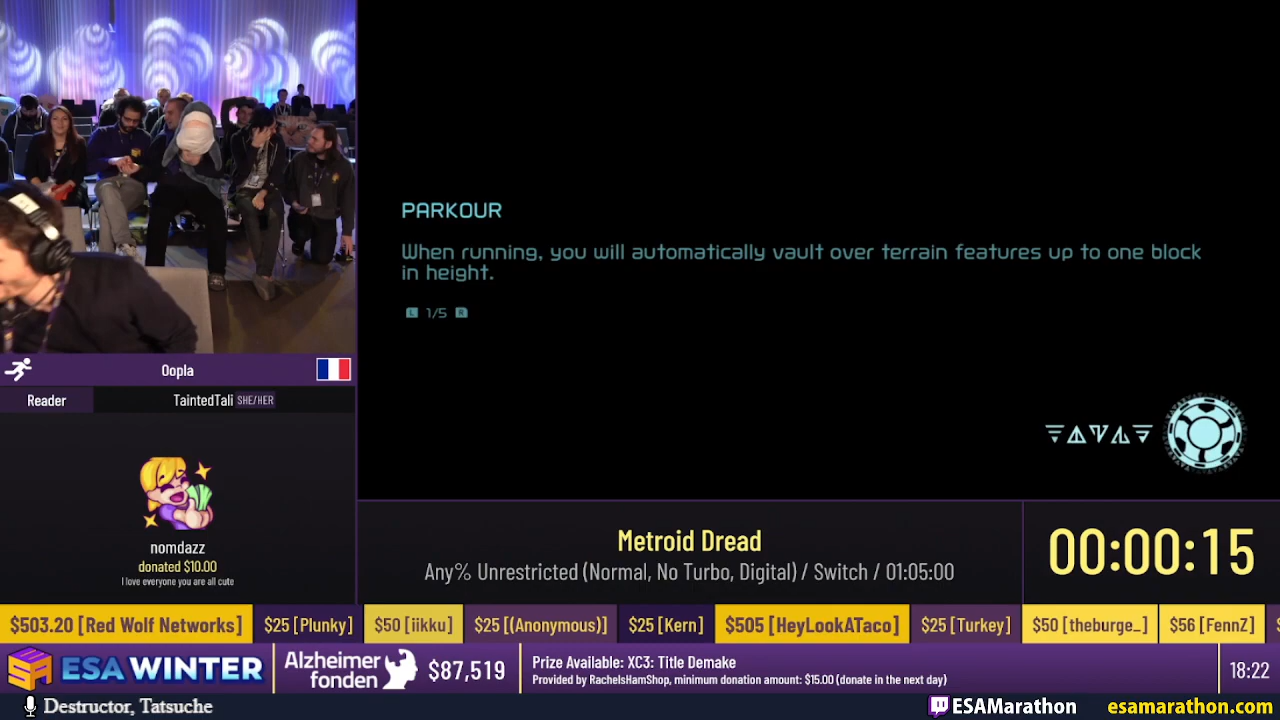 PARKOUR
When running, you will automatically vault over terrain features up to one block
in height.
L 1/5 R
Oopla
Reader
TaintedTali SHE/HER
nomdazz
donated $10.00
I love everyone you are all cute
Metroid Dread
Any% Unrestricted (Normal, No Turbo, Digital) / Switch / 01:05:00
00:00:15
$503.20 [Red Wolf Networks]
$25 [Plunky]
$50 [iikku]
$25 [(Anonymous)]
$25 [Kern]
$505 [HeyLookATaco]
$25 [Turkey]
$50 [theburge_]
$56 [FennZ]
ESA WINTER
Alzheimer
fonden
$87,519
Prize Available: XC3: Title Demake
Provided by RachelsHamShop, minimum donation amount: $15.00 (donate in the next day)
18:22
Destructor, Tatsuche
ESAMarathon
esamarathon.com